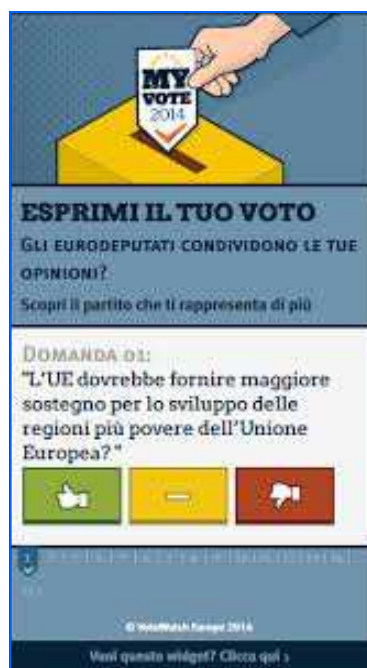 MY
VOTE
2014
ESPRIMI IL TUO VOTO
GLI EURODEPUTATI CONDIVIDONO LE TUE
OPINIONI?
Scopri il partito che ti rappresenta di più
DOMANDA 01:
"L'UE dovrebbe fornire maggiore
sostegno per lo sviluppo delle
regioni più povere dell'Unione
Europea?"
© VoteWatch Europe 2014
Vuoi questo widget? Clicca qui ›